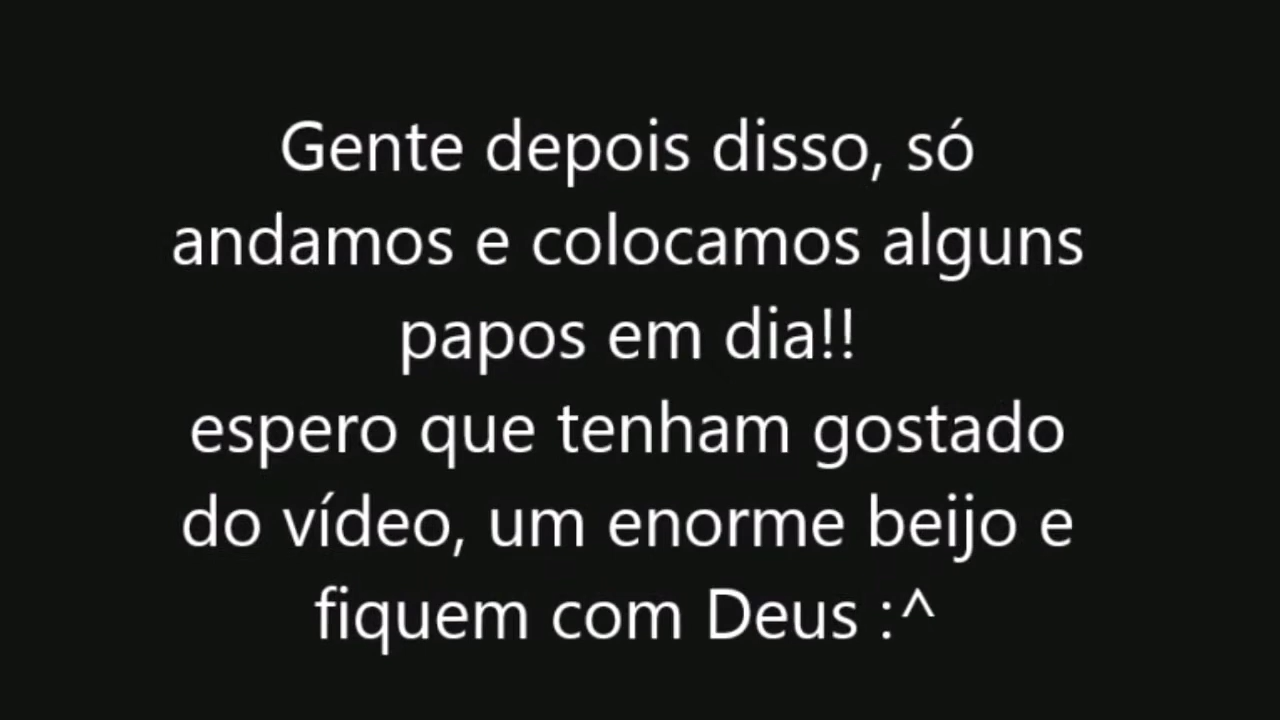 Gente depois disso, só
andamos e colocamos alguns
papos em dia!!
espero que tenham gostado
do vídeo, um enorme beijo e
fiquem com Deus :^